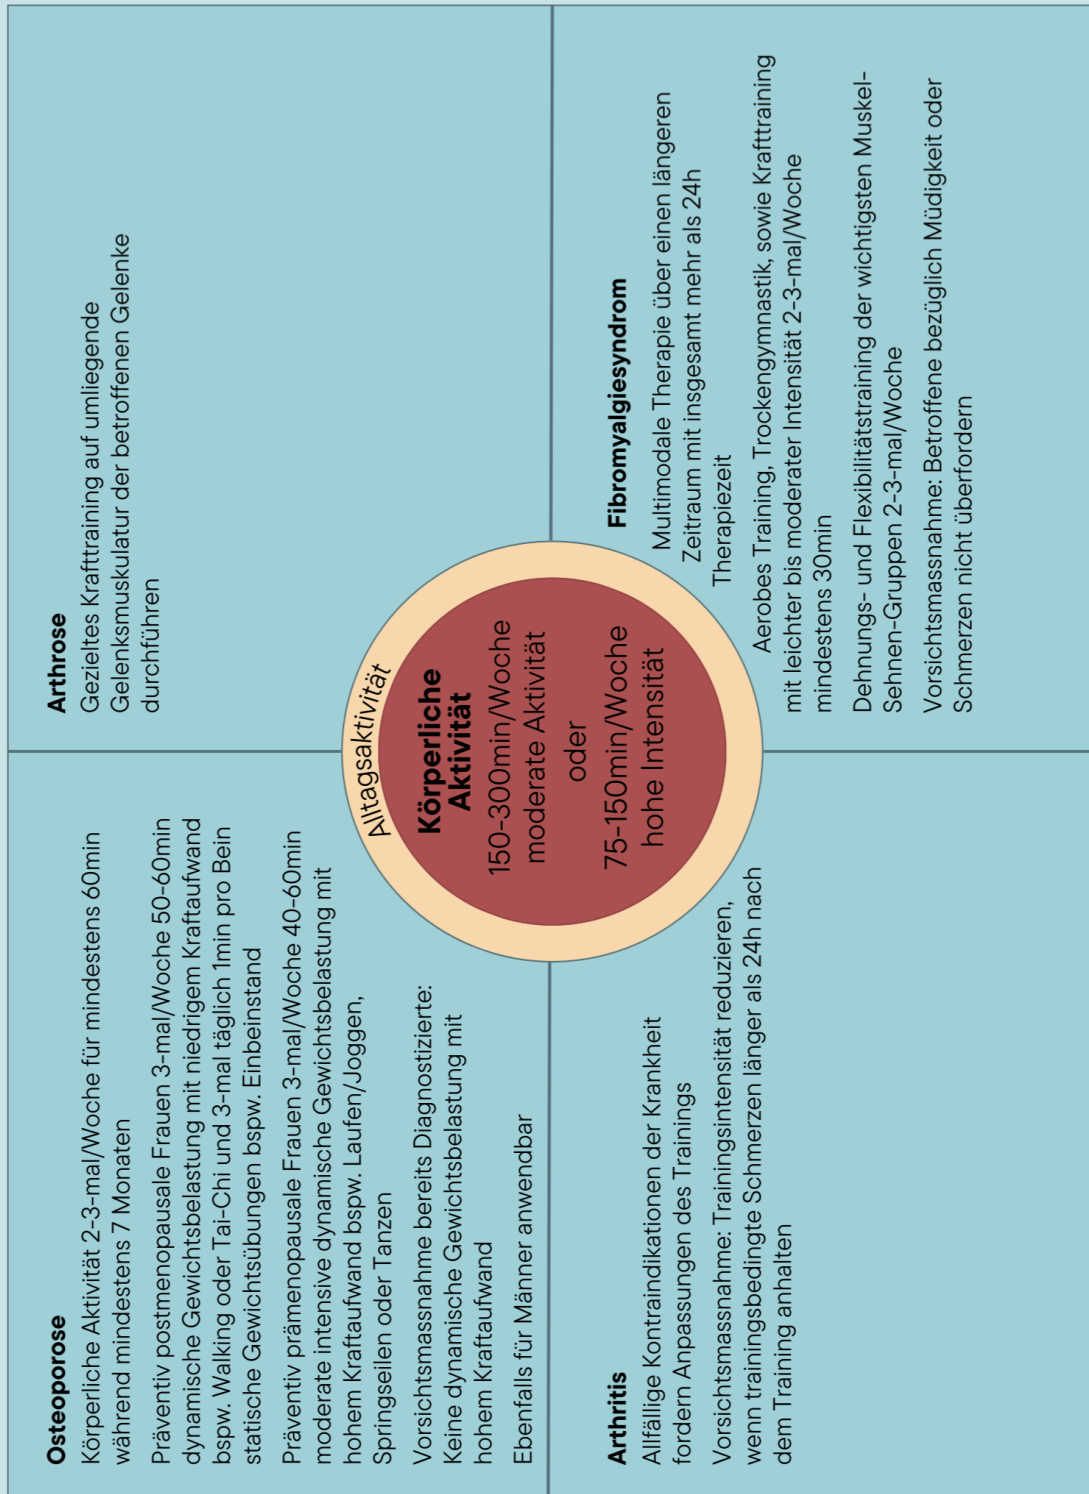 Osteoporose
Körperliche Aktivität 2-3-mal/Woche für mindestens 60min
während mindestens 7 Monaten
Präventiv postmenopausale Frauen 3-mal/Woche 50-60min
dynamische Gewichtsbelastung mit niedrigem Kraftaufwand
bspw. Walking oder Tai-Chi und 3-mal täglich 1min pro Bein
statische Gewichtsübungen bspw. Einbeinstand
Präventiv prämenopausale Frauen 3-mal/Woche 40-60min
moderate intensive dynamische Gewichtsbelastung mit
hohem Kraftaufwand bspw. Laufen/Joggen,
Springseilen oder Tanzen
Vorsichtsmassnahme bereits Diagnostizierte:
Keine dynamische Gewichtsbelastung mit
hohem Kraftaufwand
Ebenfalls für Männer anwendbar
Arthrose
Gezieltes Krafttraining auf umliegende
Gelenksmuskulatur der betroffenen Gelenke
durchführen
Alltagsaktivität
Körperliche
Aktivität
150-300min/Woche
moderate Aktivität
oder
75-150min/Woche
hohe Intensität
Arthritis
Allfällige Kontraindikationen der Krankheit
fordern Anpassungen des Trainings
Vorsichtsmassnahme: Trainingsintensität reduzieren,
wenn trainingsbedingte Schmerzen länger als 24h nach
dem Training anhalten
Fibromyalgiesyndrom
Multimodale Therapie über einen längeren
Zeitraum mit insgesamt mehr als 24h
Therapiezeit
Aerobes Training, Trockengymnastik, sowie Krafttraining
mit leichter bis moderater Intensität 2-3-mal/Woche
mindestens 30min
Dehnungs- und Flexibilitätstraining der wichtigsten Muskel-
Sehnen-Gruppen 2-3-mal/Woche
Vorsichtsmassnahme: Betroffene bezüglich Müdigkeit oder
Schmerzen nicht überfordern